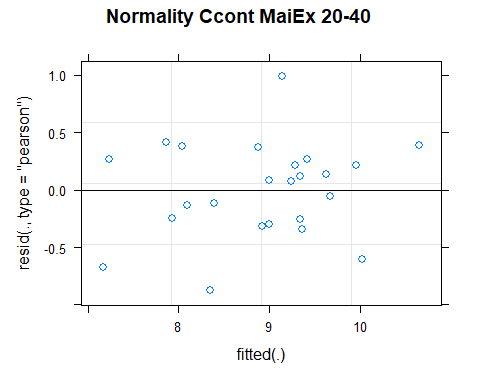 Normality Ccont MaiEx 20-40
1.0
0.5
0.0
-0.5
resid(., type = "pearson")
8
9
10
fitted(.)